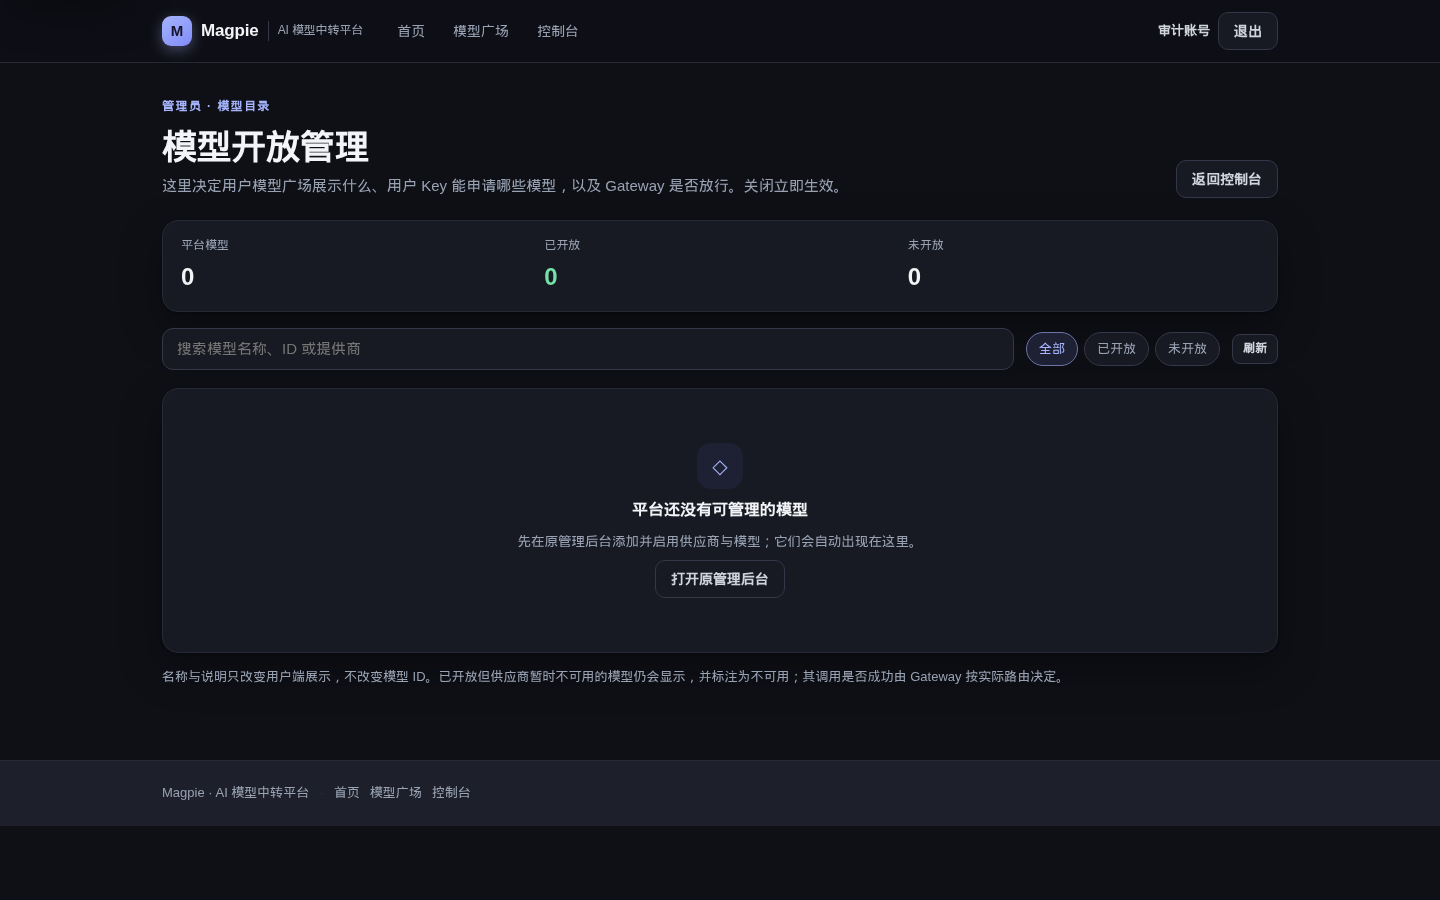 M Magpie AI 模型中转平台 首页 模型广场 控制台 审计账号 退出
管理员 · 模型目录
模型开放管理
这里决定用户模型广场展示什么、用户 Key 能申请哪些模型，以及 Gateway 是否放行。关闭立即生效。
返回控制台
平台模型 已开放 未开放
0 0 0
搜索模型名称、ID 或提供商 全部 已开放 未开放 刷新
平台还没有可管理的模型
先在原管理后台添加并启用供应商与模型；它们会自动出现在这里。
打开原管理后台
名称与说明只改变用户端展示，不改变模型 ID。已开放但供应商暂时不可用的模型仍会显示，并标注为不可用；其调用是否成功由 Gateway 按实际路由决定。
Magpie · AI 模型中转平台 首页 模型广场 控制台